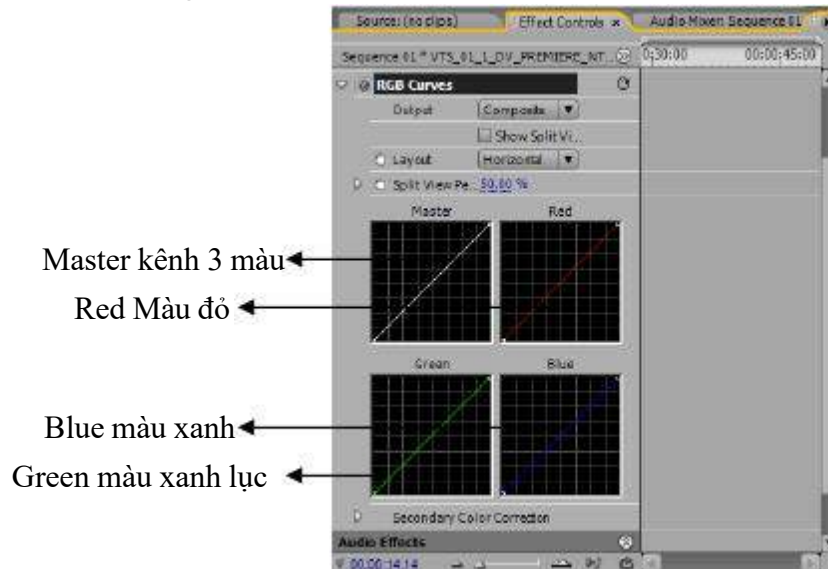 Source: (no clips) Effect Controls × Audio Mixer: Sequence 01
Sequence 01 * VTS_01_1_DV_PREMIERE_NT... 0;30;00 00;00;45;00
RGB Curves
Output Composite
Show Split Vi...
Layout Horizontal
Split View Pe... 50.00 %
Master Red
Master kênh 3 màu
Red Màu đỏ
Green Blue
Blue màu xanh
Green màu xanh lục
Secondary Color Correction
Audio Effects
00;00;14;14